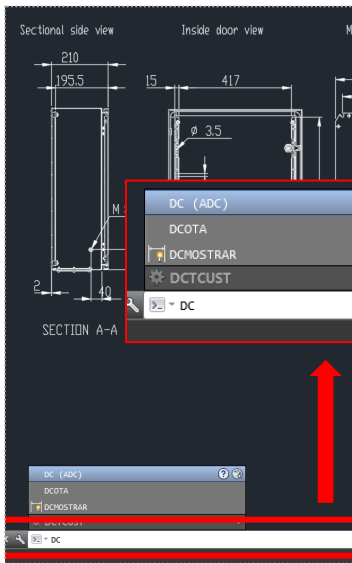 Sectional side view
Inside door view
M
210
195.5
15
417
ø 3.5
M
2
40
SECTION A-A
DC (ADC)
DCOTA
DCMOSTRAR
DCTCUST
DC
DC (ADC)
DCOTA
DCMOSTRAR
DCTCUST
DC